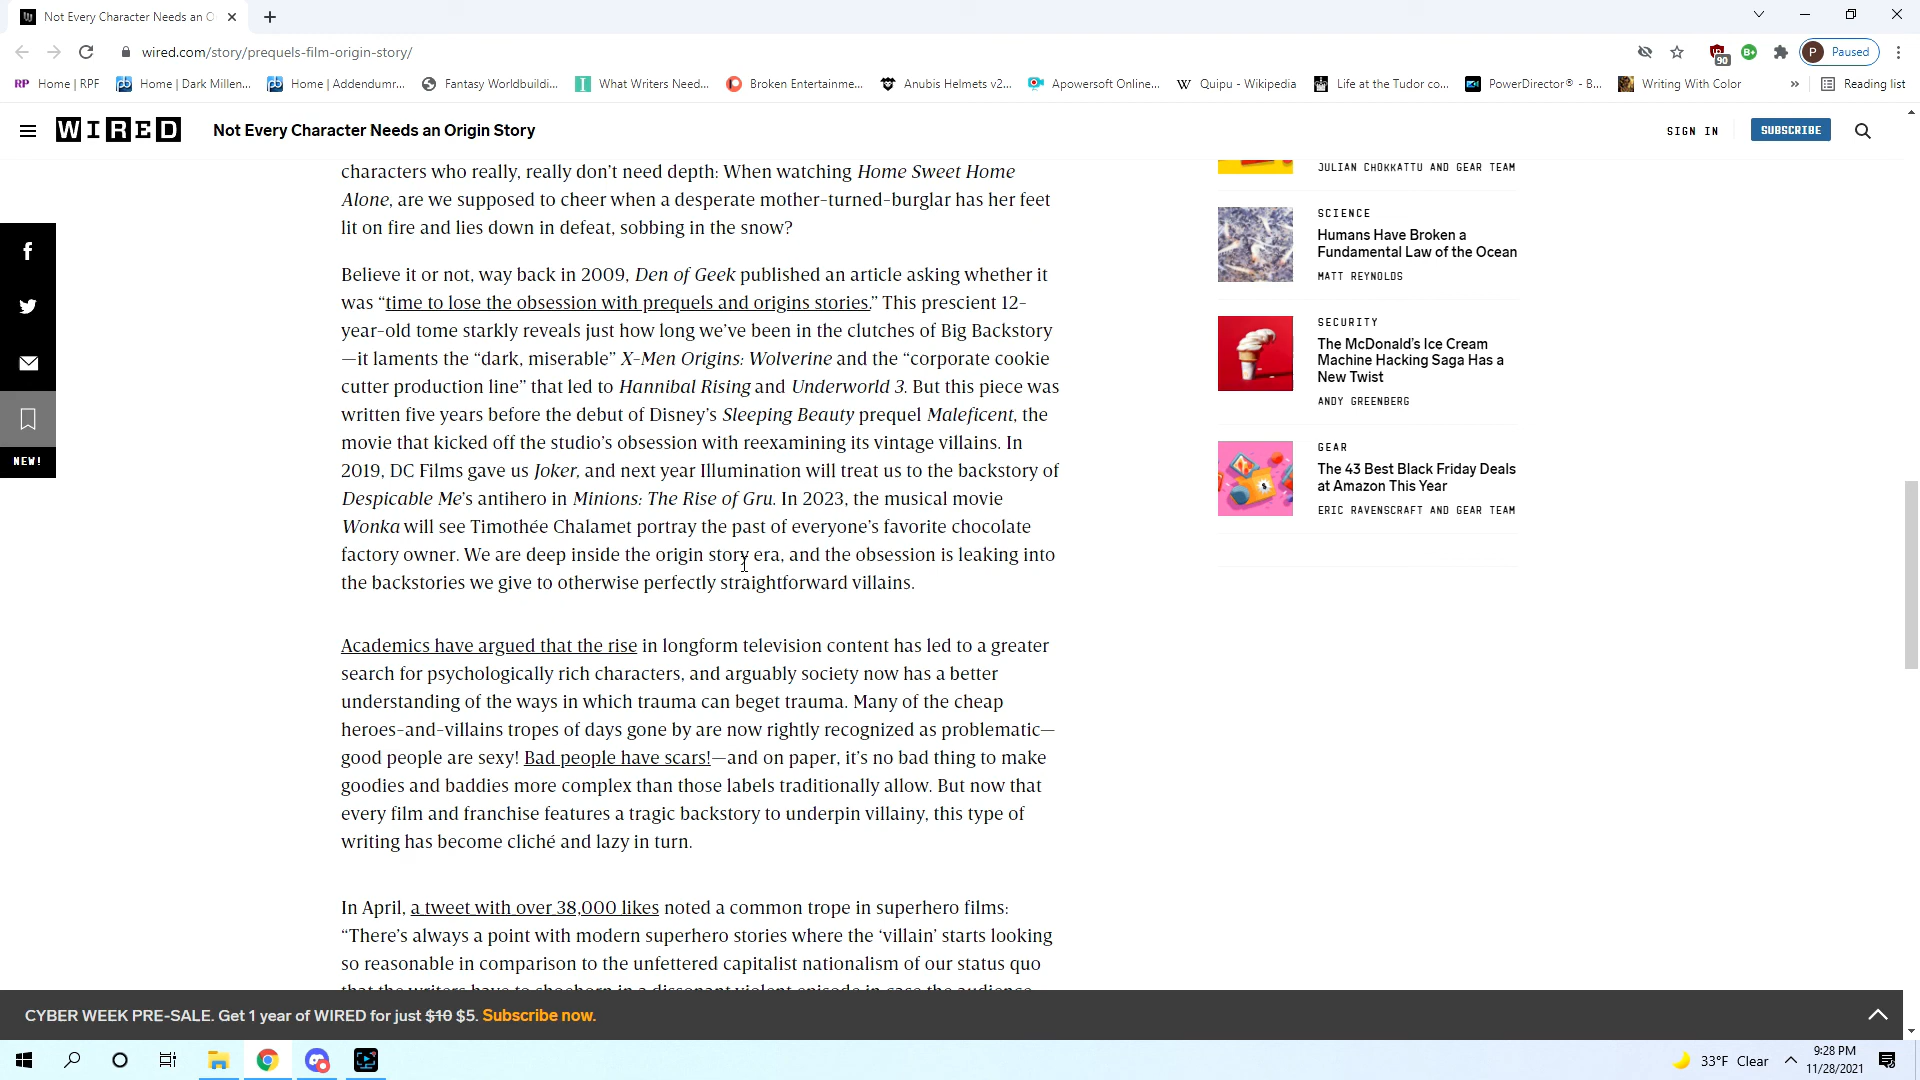 Not Every Character Needs an O
wired.com/story/prequels-film-origin-story/
90
B+
P Paused
RP Home | RPF
pb Home | Dark Millen...
pb Home | Addendumr...
Fantasy Worldbuildi...
What Writers Need...
Broken Entertainme...
Anubis Helmets v2...
Apowersoft Online...
W Quipu - Wikipedia
Life at the Tudor co...
PowerDirector® - B...
Writing With Color
»
Reading list
WIRED
Not Every Character Needs an Origin Story
SIGN IN
SUBSCRIBE
characters who really, really don’t need depth: When watching Home Sweet Home
Alone, are we supposed to cheer when a desperate mother-turned-burglar has her feet
lit on fire and lies down in defeat, sobbing in the snow?
Believe it or not, way back in 2009, Den of Geek published an article asking whether it
was “time to lose the obsession with prequels and origins stories.” This prescient 12-
year-old tome starkly reveals just how long we’ve been in the clutches of Big Backstory
—it laments the “dark, miserable” X-Men Origins: Wolverine and the “corporate cookie
cutter production line” that led to Hannibal Rising and Underworld 3. But this piece was
written five years before the debut of Disney’s Sleeping Beauty prequel Maleficent, the
movie that kicked off the studio’s obsession with reexamining its vintage villains. In
2019, DC Films gave us Joker, and next year Illumination will treat us to the backstory of
Despicable Me’s antihero in Minions: The Rise of Gru. In 2023, the musical movie
Wonka will see Timothée Chalamet portray the past of everyone’s favorite chocolate
factory owner. We are deep inside the origin story era, and the obsession is leaking into
the backstories we give to otherwise perfectly straightforward villains.
Academics have argued that the rise in longform television content has led to a greater
search for psychologically rich characters, and arguably society now has a better
understanding of the ways in which trauma can beget trauma. Many of the cheap
heroes-and-villains tropes of days gone by are now rightly recognized as problematic—
good people are sexy! Bad people have scars!—and on paper, it’s no bad thing to make
goodies and baddies more complex than those labels traditionally allow. But now that
every film and franchise features a tragic backstory to underpin villainy, this type of
writing has become cliché and lazy in turn.
In April, a tweet with over 38,000 likes noted a common trope in superhero films:
“There’s always a point with modern superhero stories where the ‘villain’ starts looking
so reasonable in comparison to the unfettered capitalist nationalism of our status quo
that the writers have to shoehorn in a dissonant violent episode in case the audience
NEW!
JULIAN CHOKKATTU AND GEAR TEAM
SCIENCE
Humans Have Broken a
Fundamental Law of the Ocean
MATT REYNOLDS
SECURITY
The McDonald’s Ice Cream
Machine Hacking Saga Has a
New Twist
ANDY GREENBERG
GEAR
The 43 Best Black Friday Deals
at Amazon This Year
ERIC RAVENSCRAFT AND GEAR TEAM
CYBER WEEK PRE-SALE. Get 1 year of WIRED for just $10 $5. Subscribe now.
33°F Clear
9:28 PM
11/28/2021